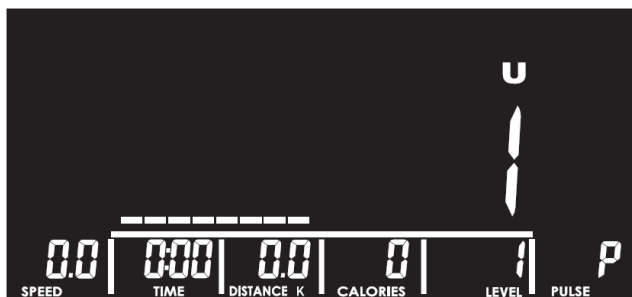 U
1
0.0 0:00 0.0 0 1 P
SPEED TIME DISTANCE K CALORIES LEVEL PULSE